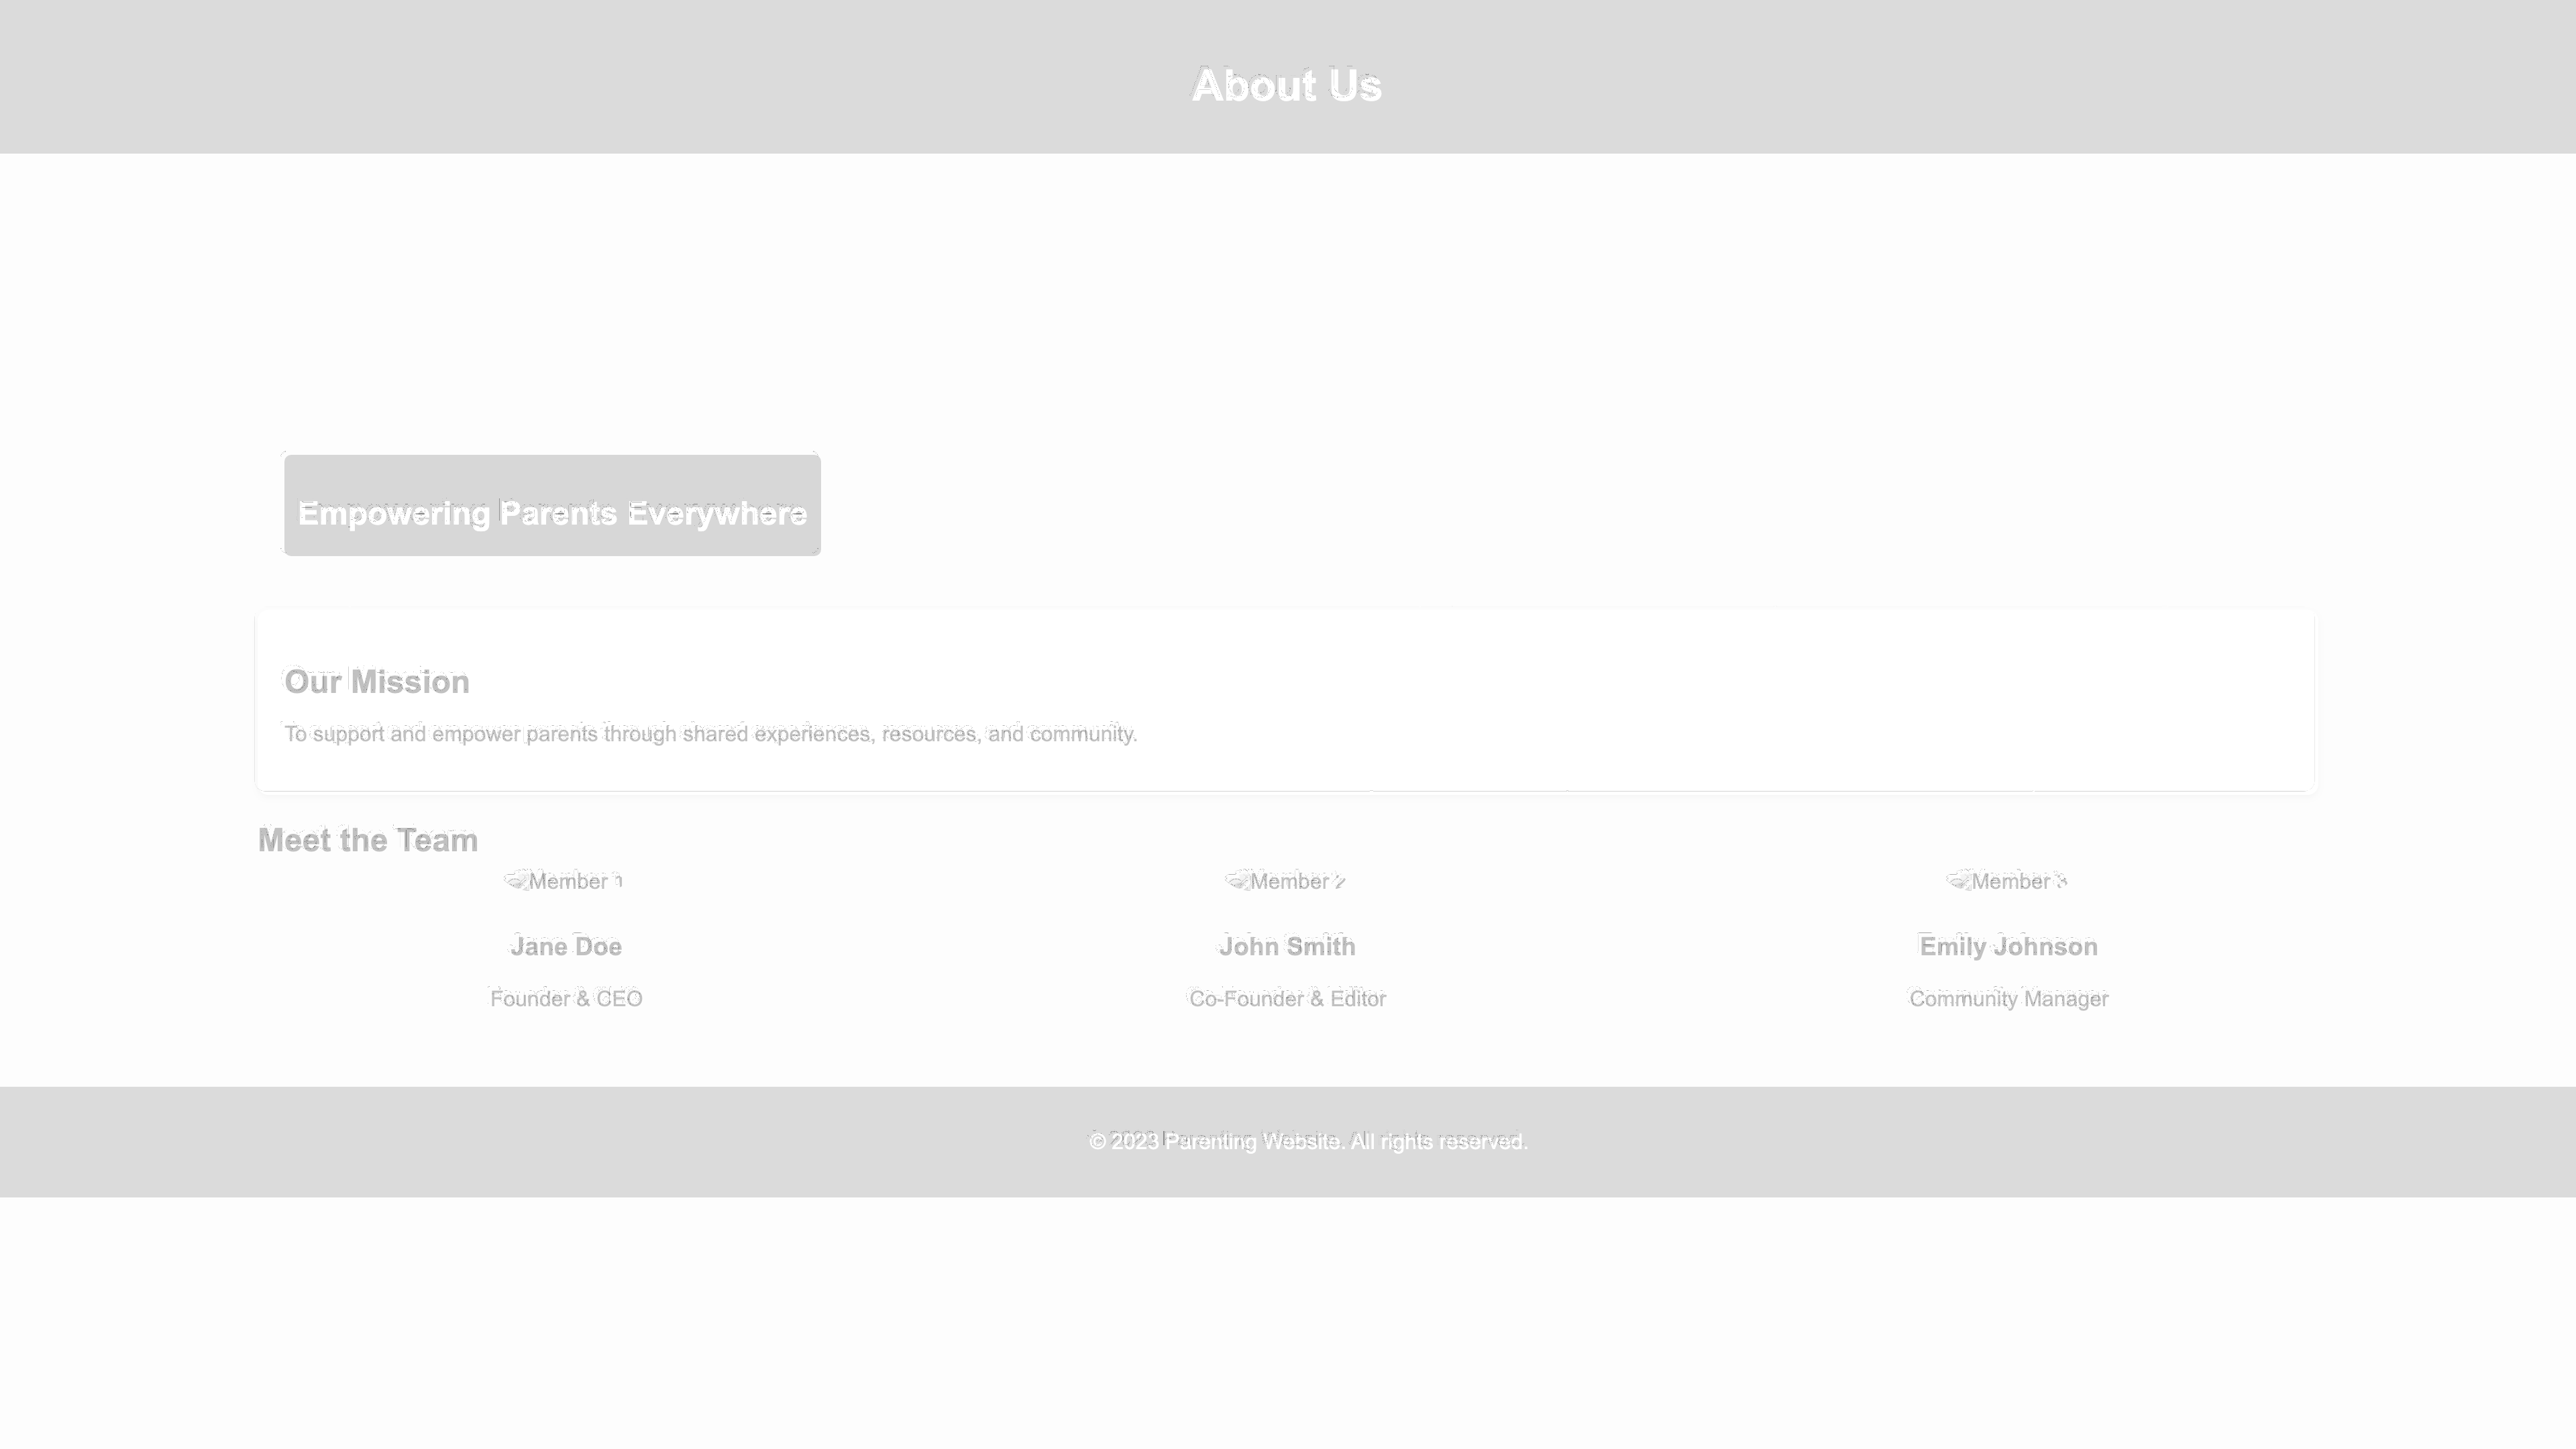 About Us
Empowering Parents Everywhere
Our Mission
To support and empower parents through shared experiences, resources, and community.
Meet the Team
Member 1
Member 2
Member 3
Jane Doe
John Smith
Emily Johnson
Founder & CEO
Co-Founder & Editor
Community Manager
© 2023 Parenting Website. All rights reserved.